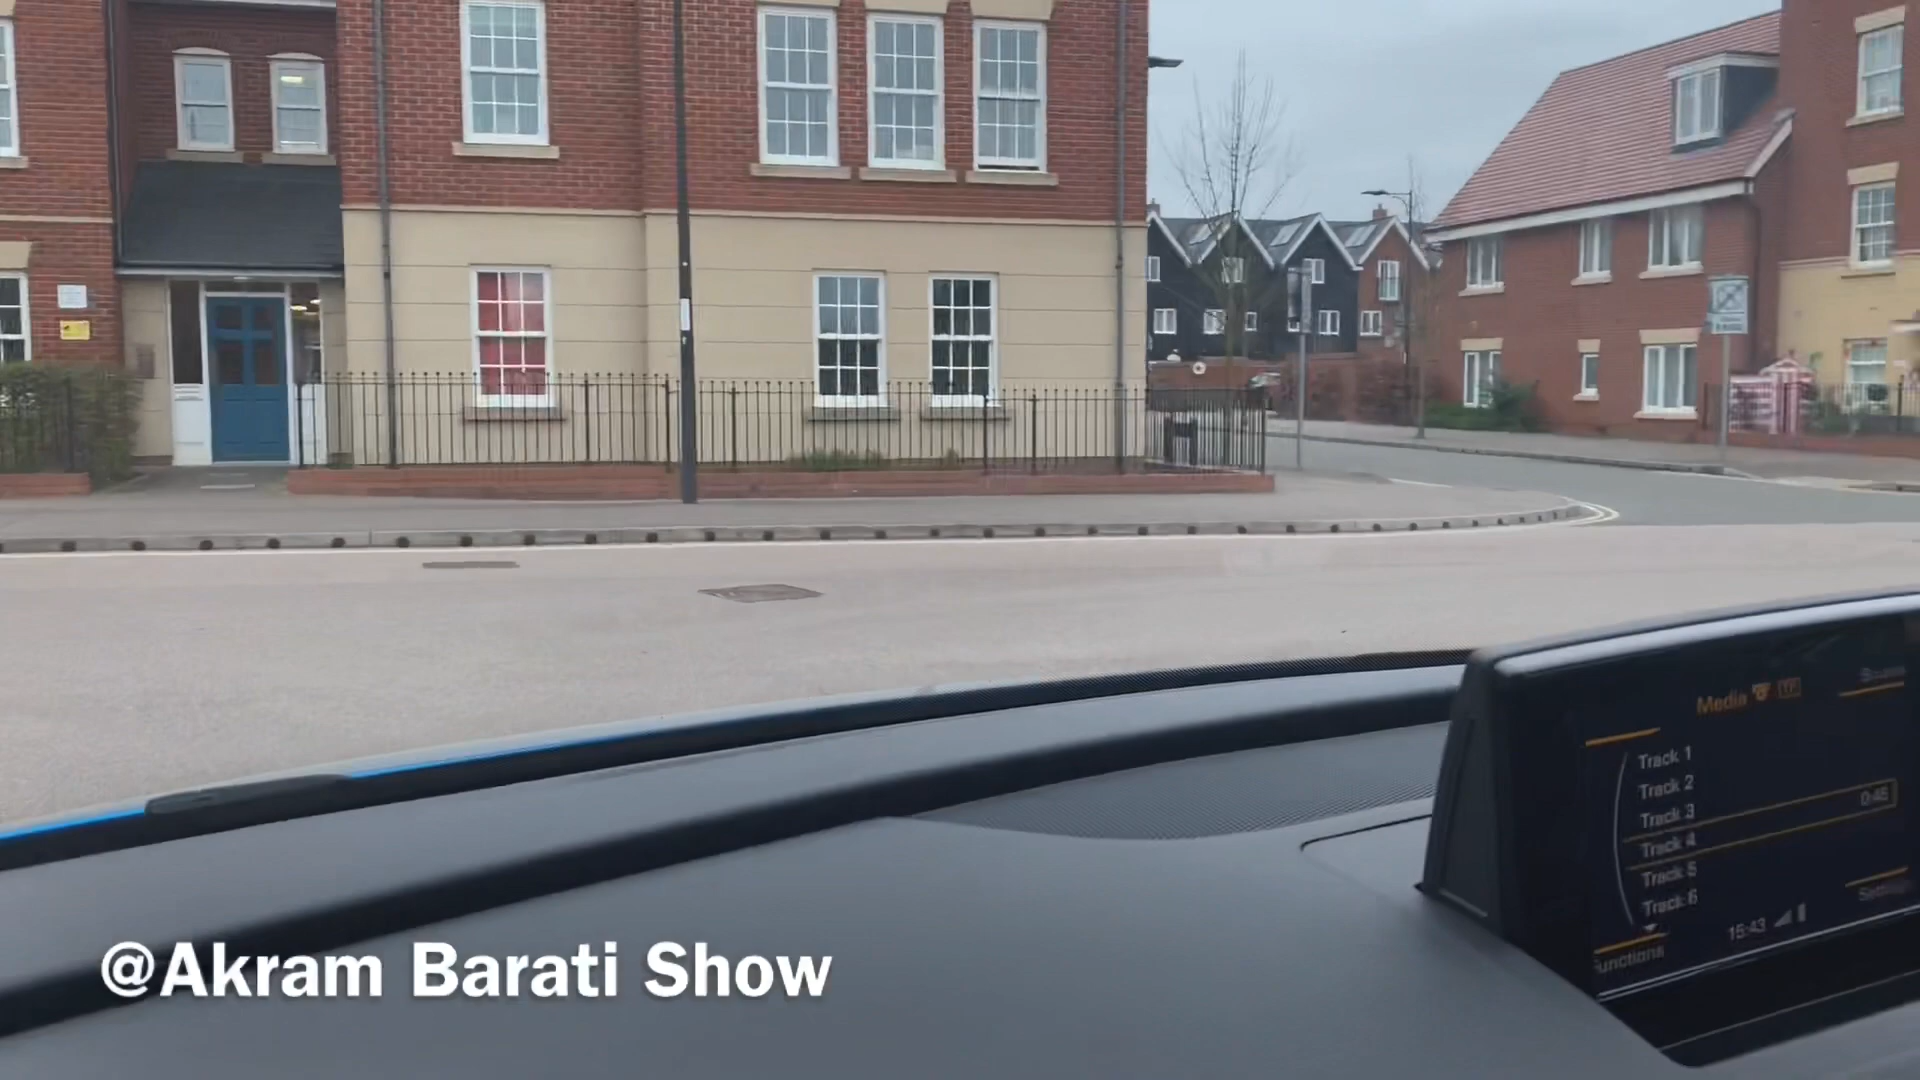 Media
Track 1
Track 2
Track 3
0:45
Track 4
Track 5
Track 6
15:43
Functions
@Akram Barati Show